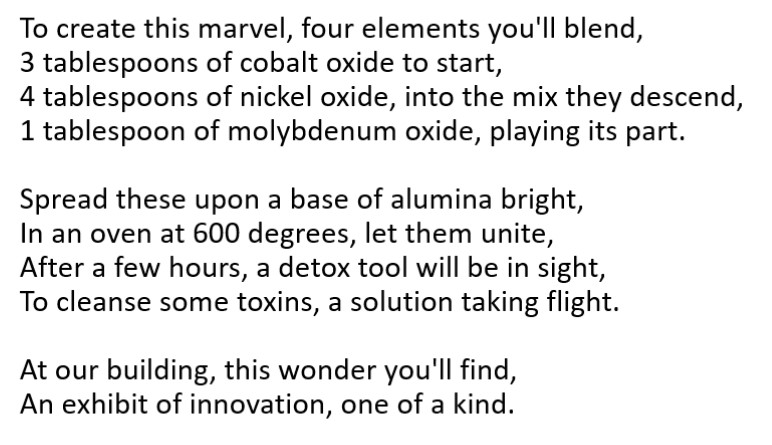 To create this marvel, four elements you'll blend,
3 tablespoons of cobalt oxide to start,
4 tablespoons of nickel oxide, into the mix they descend,
1 tablespoon of molybdenum oxide, playing its part.
Spread these upon a base of alumina bright,
In an oven at 600 degrees, let them unite,
After a few hours, a detox tool will be in sight,
To cleanse some toxins, a solution taking flight.
At our building, this wonder you'll find,
An exhibit of innovation, one of a kind.